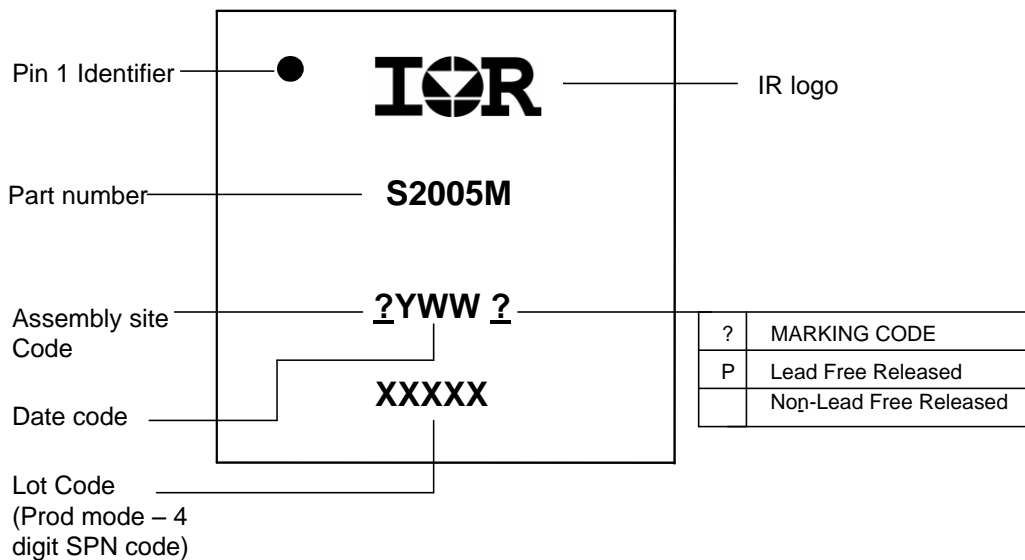 Pin 1 Identifier
IOR
IR logo
Part number
S2005M
Assembly site
Code
?YWW ?
? MARKING CODE
P Lead Free Released
Non-Lead Free Released
Date code
XXXXX
Lot Code
(Prod mode – 4
digit SPN code)